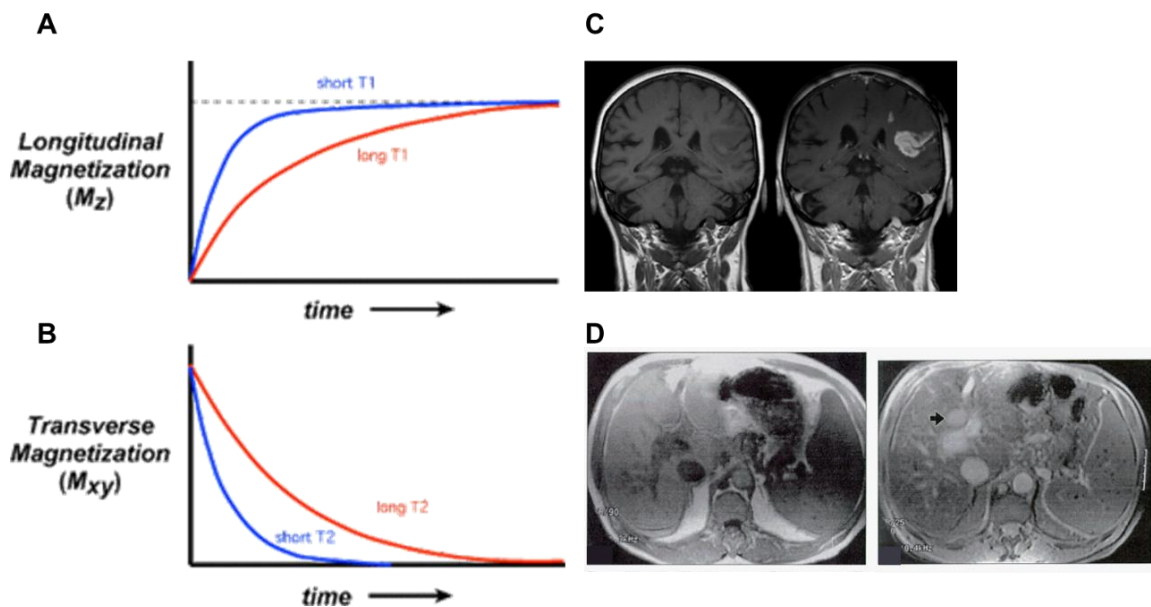 A
short T1
Longitudinal
Magnetization
(Mz)
long T1
time
B
Transverse
Magnetization
(Mxy)
long T2
short T2
time
C
D